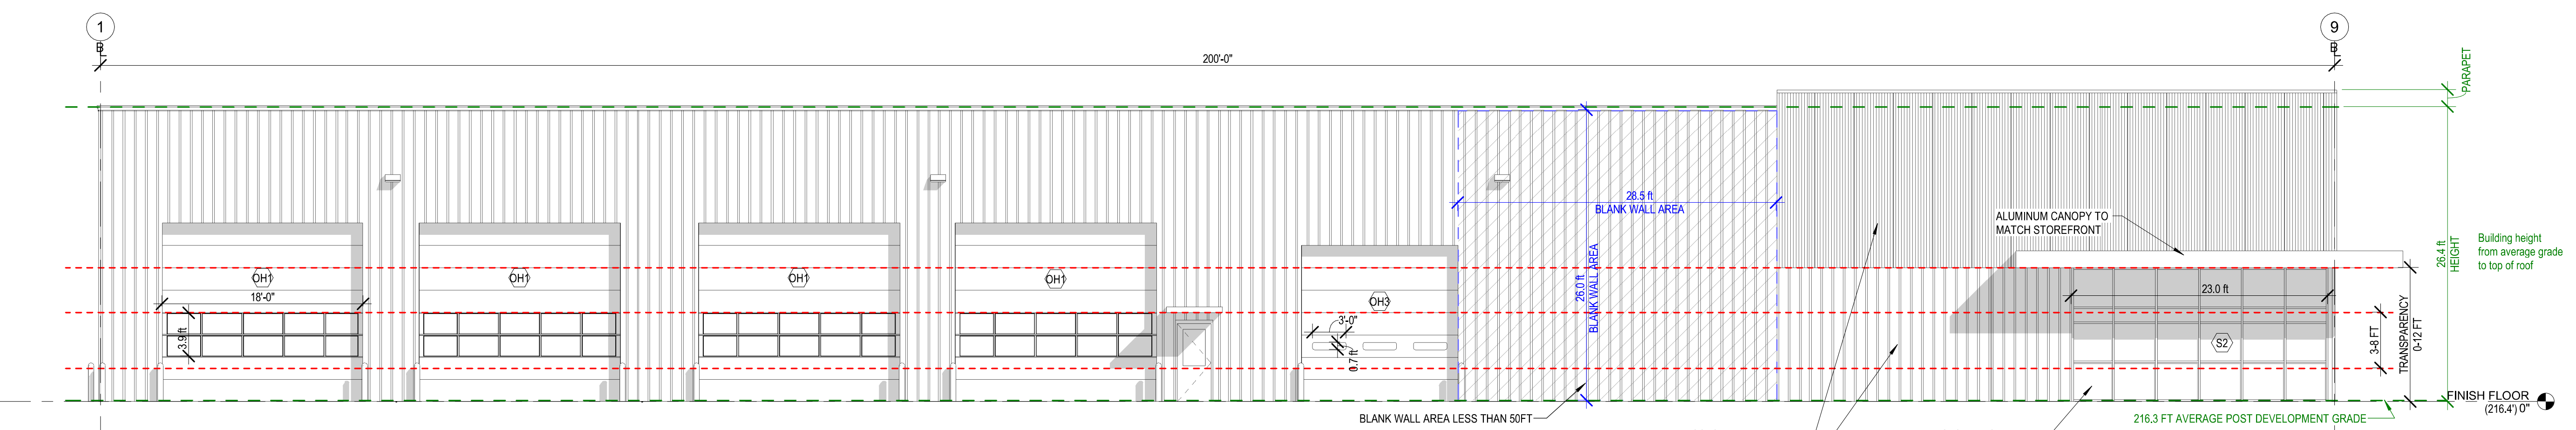 1
9
B
B
200'-0"
PARAPET
28.5 ft
BLANK WALL AREA
ALUMINUM CANOPY TO
MATCH STOREFRONT
26.4 ft
HEIGHT
Building height
from average grade
to top of roof
OH1
OH1
OH1
OH1
OH3
18'-0"
26.0 ft
BLANK WALL AREA
23.0 ft
3.9 ft
3'-0"
0.7 ft
S2
3-8 FT
TRANSPARENCY
0-12 FT
FINISH FLOOR
(216.4') 0"
BLANK WALL AREA LESS THAN 50FT
216.3 FT AVERAGE POST DEVELOPMENT GRADE